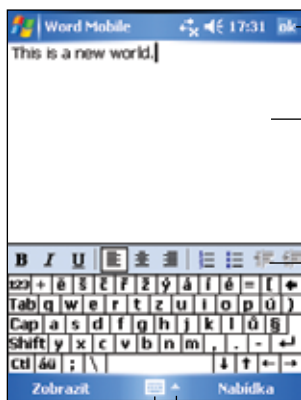 Word Mobile 17:31 ok
This is a new world.
B I U
123 + ě š č ř ž ý á í é = [
Tab q w e r t z u i o p ú )
Cap a s d f g h j k l ů §
Shift y x c v b n m , . -
Ctl áü ; \
Zobrazit Nabídka